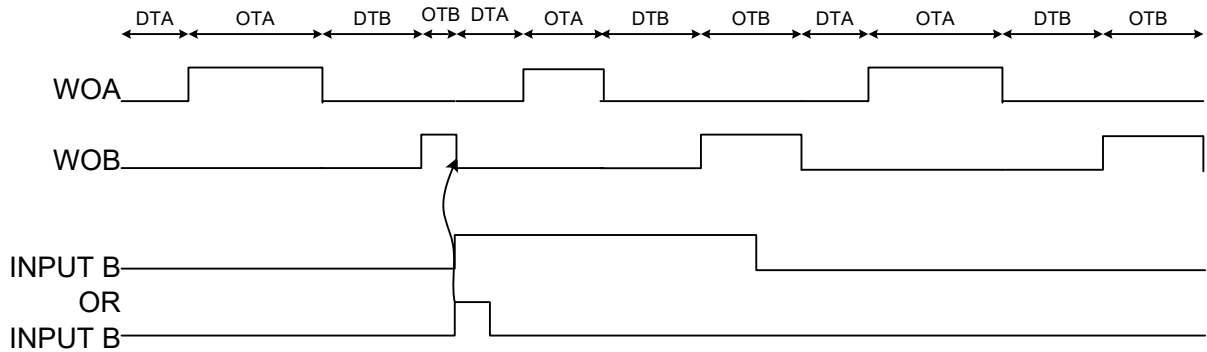 DTA OTA DTB OTB DTA OTA DTB OTB DTA OTA DTB OTB
WOA
WOB
INPUT B
OR
INPUT B